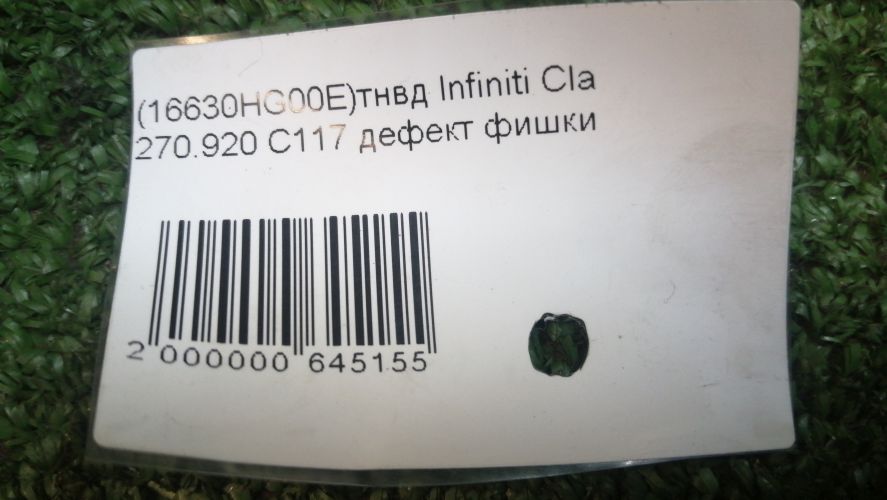 (16630HG00E)тнвд Infiniti Cla
270.920 C117 дефект фишки
2 000000 645155